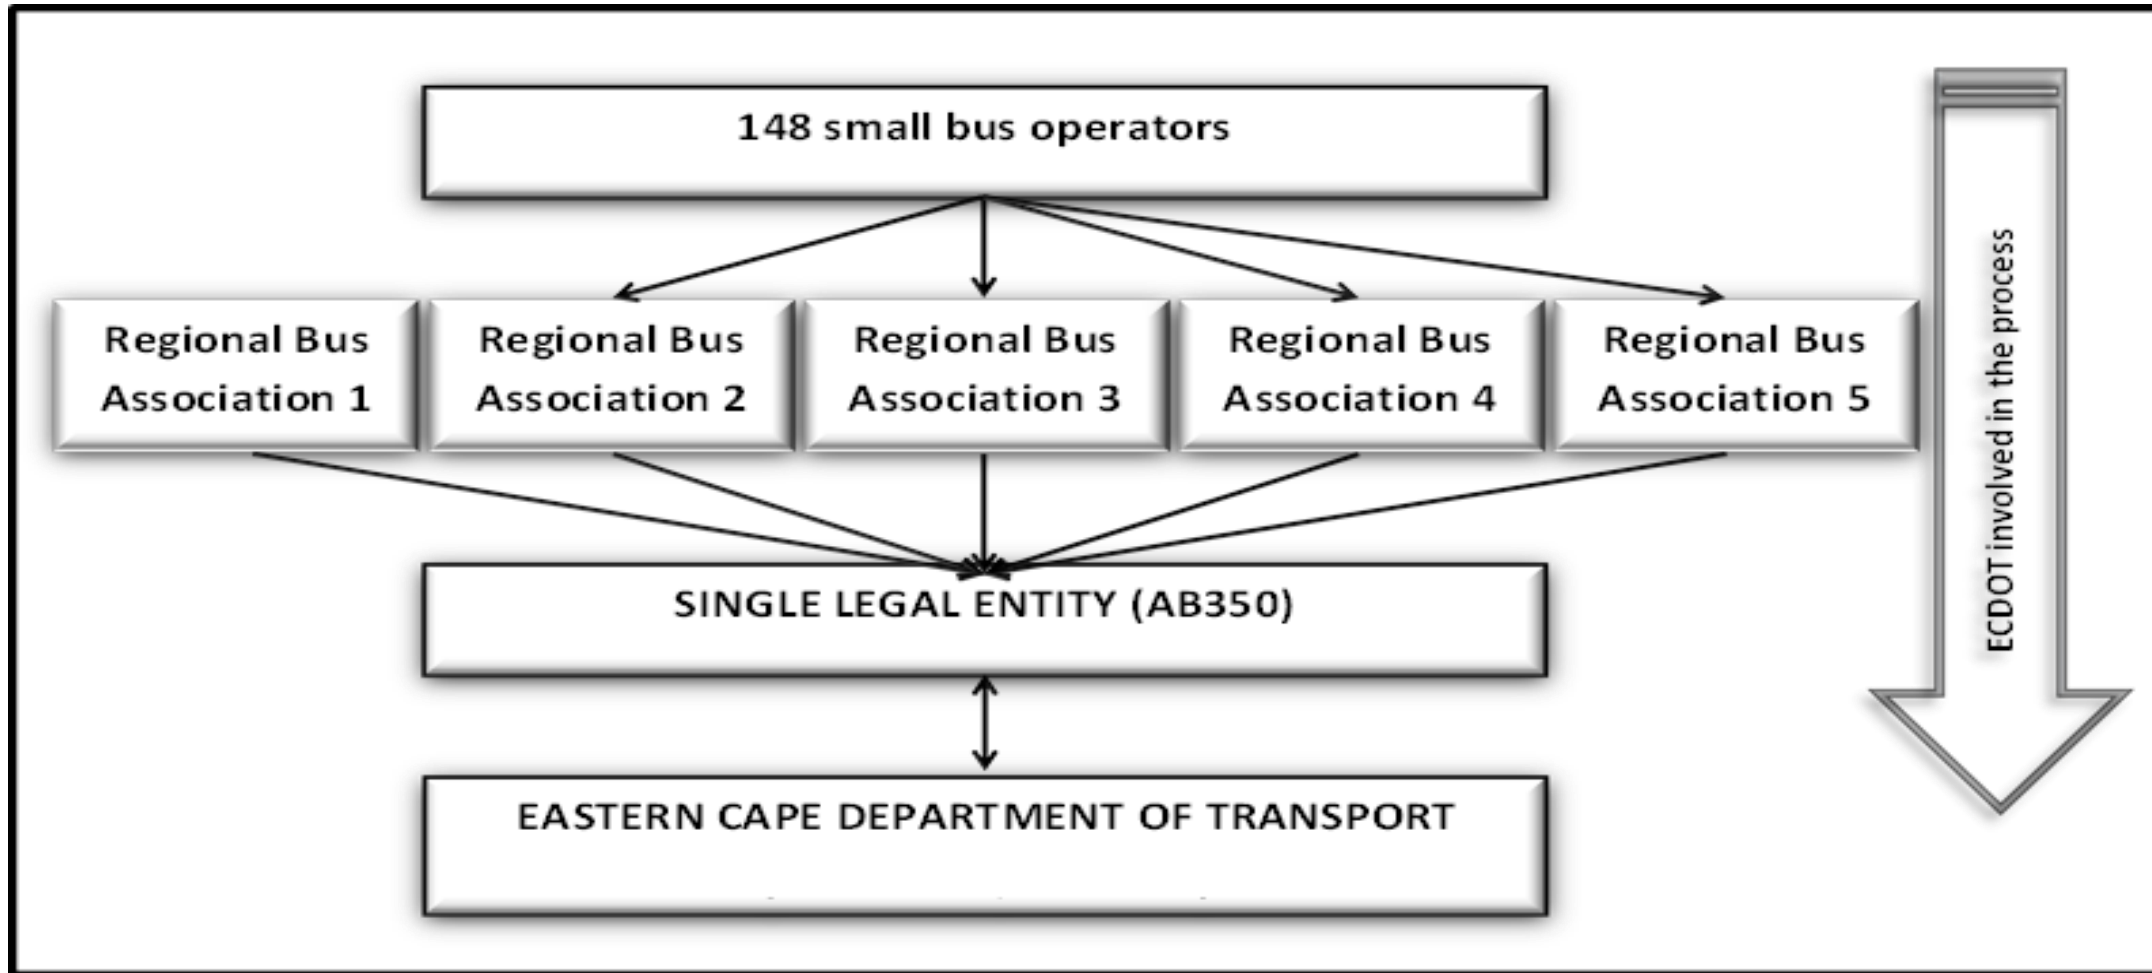 148 small bus operators
Regional Bus
Association 1
Regional Bus
Association 2
Regional Bus
Association 3
Regional Bus
Association 4
Regional Bus
Association 5
SINGLE LEGAL ENTITY (AB350)
EASTERN CAPE DEPARTMENT OF TRANSPORT
ECDOT involved in the process